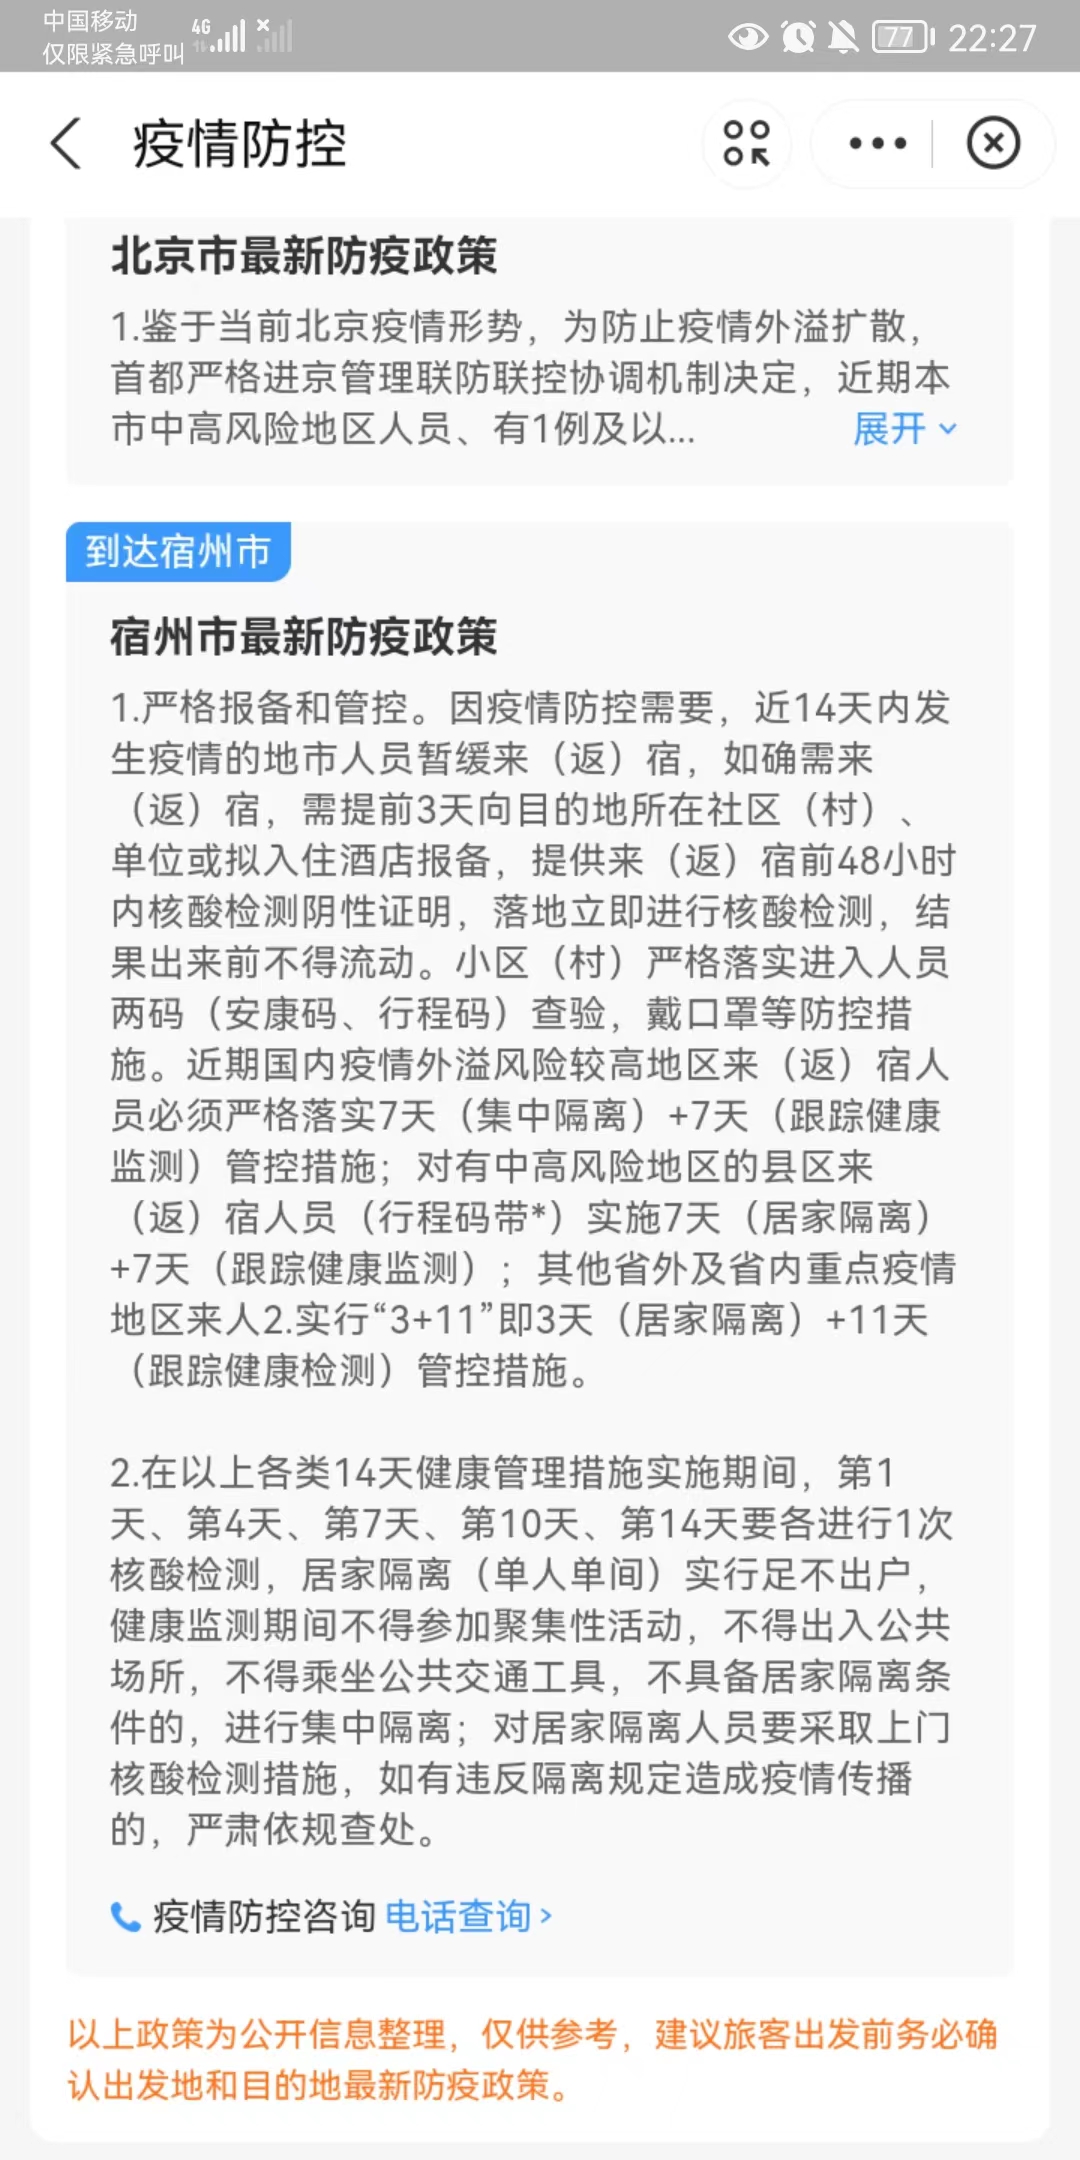 中国移动
仅限紧急呼叫
4G
77
22:27
疫情防控
北京市最新防疫政策
1.鉴于当前北京疫情形势，为防止疫情外溢扩散，
首都严格进京管理联防联控协调机制决定，近期本
市中高风险地区人员、有1例及以... 展开
到达宿州市
宿州市最新防疫政策
1.严格报备和管控。因疫情防控需要，近14天内发
生疫情的地市人员暂缓来（返）宿，如确需来
（返）宿，需提前3天向目的地所在社区（村）、
单位或拟入住酒店报备，提供来（返）宿前48小时
内核酸检测阴性证明，落地立即进行核酸检测，结
果出来前不得流动。小区（村）严格落实进入人员
两码（安康码、行程码）查验，戴口罩等防控措
施。近期国内疫情外溢风险较高地区来（返）宿人
员必须严格落实7天（集中隔离）+7天（跟踪健康
监测）管控措施；对有中高风险地区的县区来
（返）宿人员（行程码带*）实施7天（居家隔离）
+7天（跟踪健康监测）；其他省外及省内重点疫情
地区来人2.实行“3+11”即3天（居家隔离）+11天
（跟踪健康检测）管控措施。
2.在以上各类14天健康管理措施实施期间，第1
天、第4天、第7天、第10天、第14天要各进行1次
核酸检测，居家隔离（单人单间）实行足不出户，
健康监测期间不得参加聚集性活动，不得出入公共
场所，不得乘坐公共交通工具，不具备居家隔离条
件的，进行集中隔离；对居家隔离人员要采取上门
核酸检测措施，如有违反隔离规定造成疫情传播
的，严肃依规查处。
疫情防控咨询 电话查询 >
以上政策为公开信息整理，仅供参考，建议旅客出发前务必确
认出发地和目的地最新防疫政策。